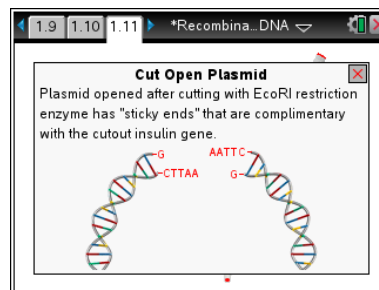 1.9 1.10 1.11 *Recombina...DNA
Cut Open Plasmid
Plasmid opened after cutting with EcoRI restriction
enzyme has "sticky ends" that are complimentary
with the cutout insulin gene.
G AATTC
CTTAA G